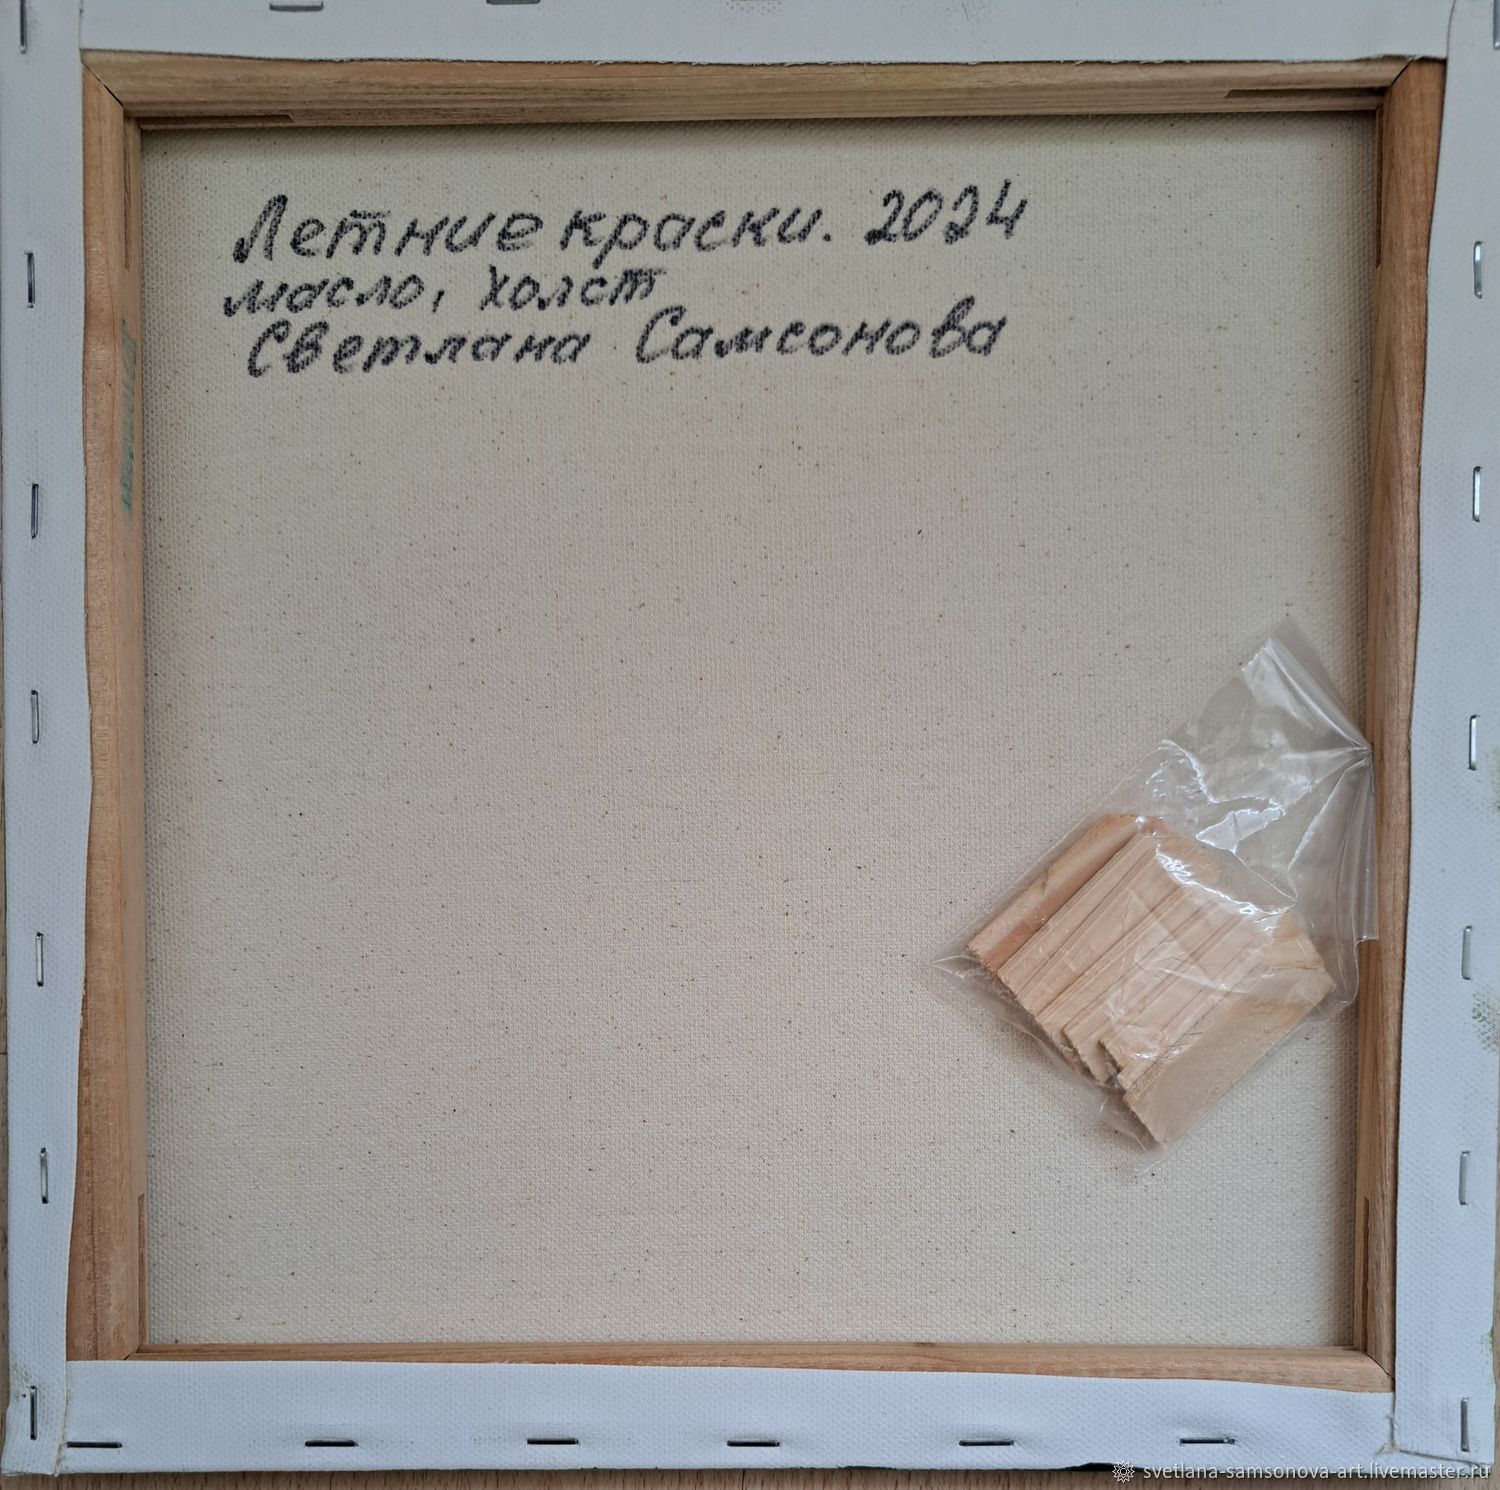 Летние краски. 2024
масло, холст
Светлана Самсонова
svetlana-samsonova-art.livemaster.ru